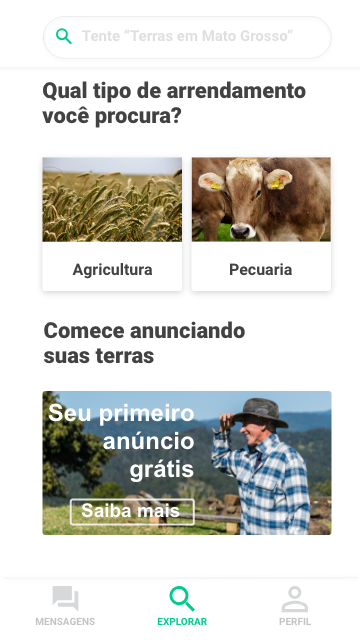 Tente “Terras em Mato Grosso”
Qual tipo de arrendamento
você procura?
Agricultura
Pecuaria
Comece anunciando
suas terras
Seu primeiro
anúncio
grátis
Saiba mais
MENSAGENS
EXPLORAR
PERFIL